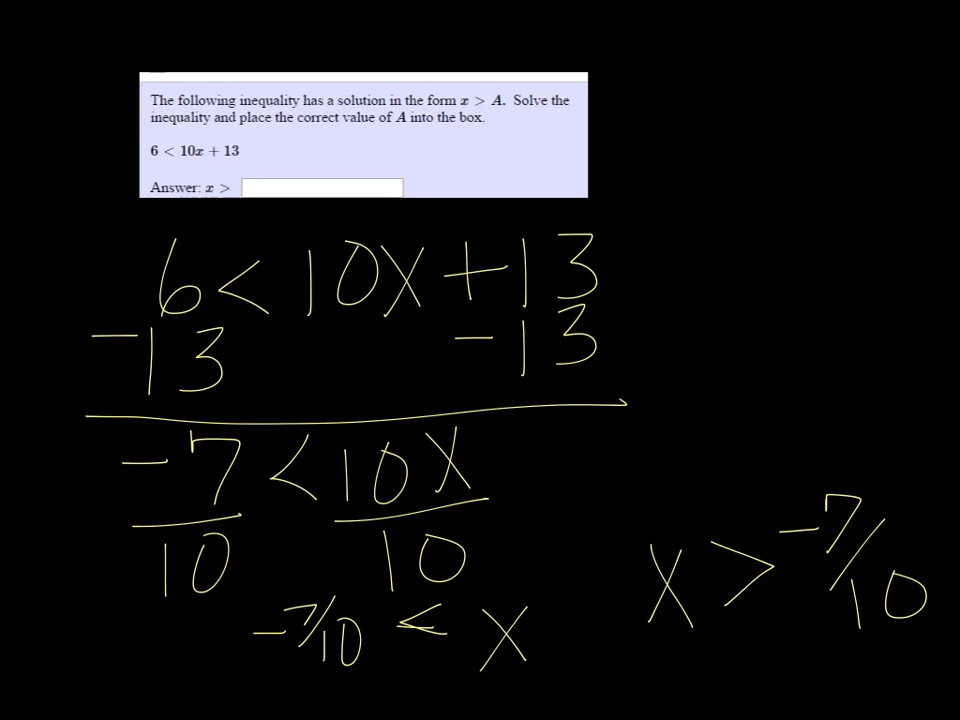 The following inequality has a solution in the form x > A. Solve the
inequality and place the correct value of A into the box.
6 < 10x + 13
Answer: x >
6 < 10x + 13
-13 -13
-7 < 10x
10 10
-7/10 < x
x > -7/10